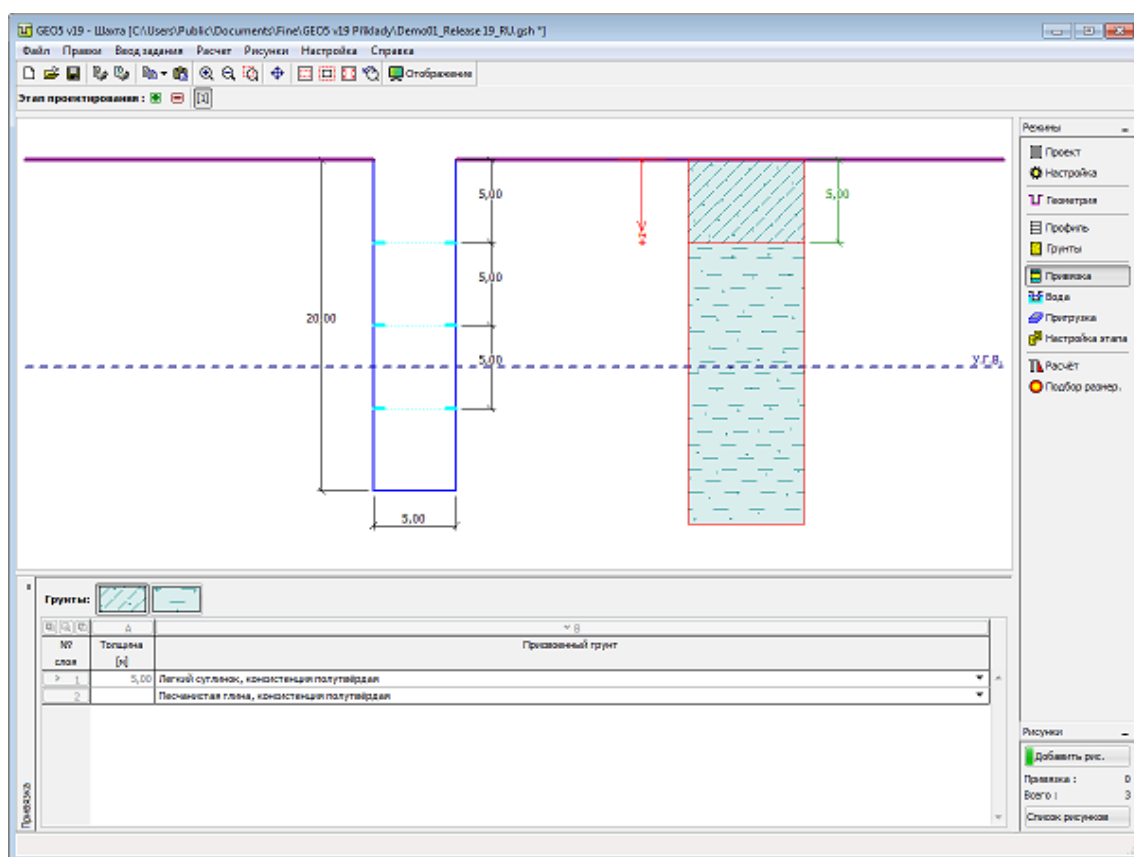 GEO5 v19 - Шахта [C:\Users\Public\Documents\Fine\GEO5 v19 Příklady\Demo01_Release 19_RU.gsh *]
Файл Правки Ввод задания Расчет Рисунки Настройка Справка
Отображение
Этап проектирования : [1]
5,00
5,00
5,00
20,00
5,00
+z
5,00
У.Г.В.
Режимы
Проект
Настройка
Геометрия
Профиль
Грунты
Привязка
Вода
Пригрузка
Настройка этапа
Расчёт
Подбор размер.
Грунты:
A B
№ слоя Толщина [м] Присвоенный грунт
> 1 5,00 Легкий суглинок, консистенция полутвёрдая
2 Песчанистая глина, консистенция полутвёрдая
Привязка
Рисунки
Добавить рис.
Привязка : 0
Всего : 3
Список рисунков